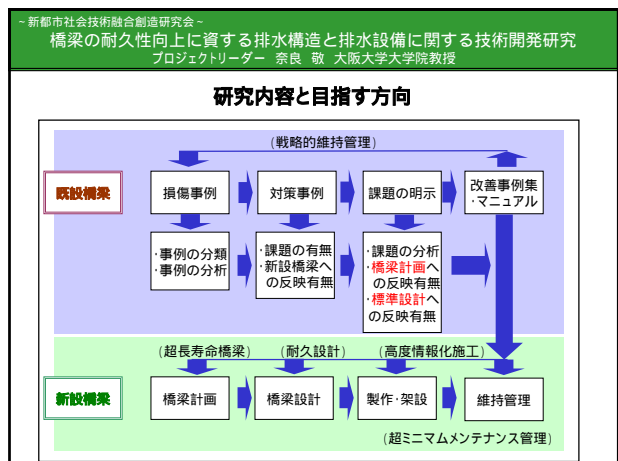 ~新都市社会技術融合創造研究会~
橋梁の耐久性向上に資する排水構造と排水設備に関する技術開発研究
プロジェクトリーダー 奈良 敬 大阪大学大学院教授
研究内容と目指す方向
(戦略的維持管理)
既設橋梁
損傷事例
対策事例
課題の明示
改善事例集
・マニュアル
・事例の分類
・事例の分析
・課題の有無
・新設橋梁へ
の反映有無
・課題の分析
・橋梁計画へ
の反映有無
・標準設計へ
の反映有無
(超長寿命橋梁)
(耐久設計)
(高度情報化施工)
新設橋梁
橋梁計画
橋梁設計
製作・架設
維持管理
(超ミニマムメンテナンス管理)